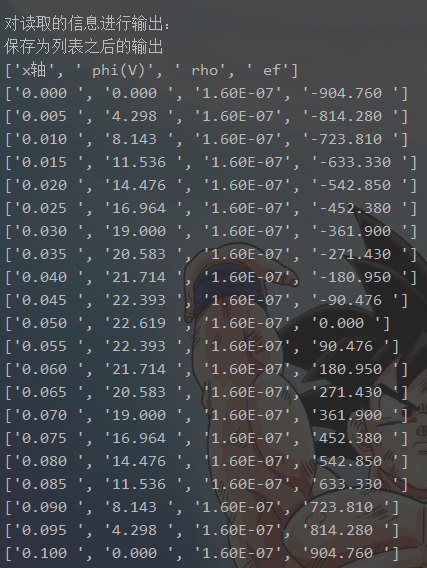 对读取的信息进行输出：
保存为列表之后的输出
['x轴', ' phi(V)', ' rho', ' ef']
['0.000 ', '0.000 ', '1.60E-07', '-904.760 ']
['0.005 ', '4.298 ', '1.60E-07', '-814.280 ']
['0.010 ', '8.143 ', '1.60E-07', '-723.810 ']
['0.015 ', '11.536 ', '1.60E-07', '-633.330 ']
['0.020 ', '14.476 ', '1.60E-07', '-542.850 ']
['0.025 ', '16.964 ', '1.60E-07', '-452.380 ']
['0.030 ', '19.000 ', '1.60E-07', '-361.900 ']
['0.035 ', '20.583 ', '1.60E-07', '-271.430 ']
['0.040 ', '21.714 ', '1.60E-07', '-180.950 ']
['0.045 ', '22.393 ', '1.60E-07', '-90.476 ']
['0.050 ', '22.619 ', '1.60E-07', '0.000 ']
['0.055 ', '22.393 ', '1.60E-07', '90.476 ']
['0.060 ', '21.714 ', '1.60E-07', '180.950 ']
['0.065 ', '20.583 ', '1.60E-07', '271.430 ']
['0.070 ', '19.000 ', '1.60E-07', '361.900 ']
['0.075 ', '16.964 ', '1.60E-07', '452.380 ']
['0.080 ', '14.476 ', '1.60E-07', '542.850 ']
['0.085 ', '11.536 ', '1.60E-07', '633.330 ']
['0.090 ', '8.143 ', '1.60E-07', '723.810 ']
['0.095 ', '4.298 ', '1.60E-07', '814.280 ']
['0.100 ', '0.000 ', '1.60E-07', '904.760 ']